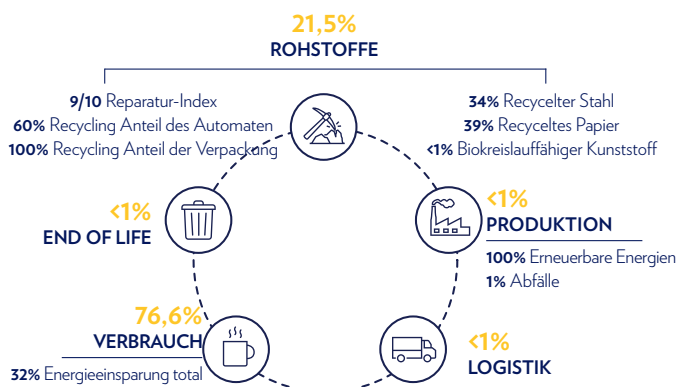 21,5%
ROHSTOFFE
9/10 Reparatur-Index
60% Recycling Anteil des Automaten
100% Recycling Anteil der Verpackung
34% Recycelter Stahl
39% Recyceltes Papier
<1% Biokreislauffähiger Kunststoff
<1%
END OF LIFE
<1%
PRODUKTION
100% Erneuerbare Energien
1% Abfälle
76,6%
VERBRAUCH
32% Energieeinsparung total
<1%
LOGISTIK